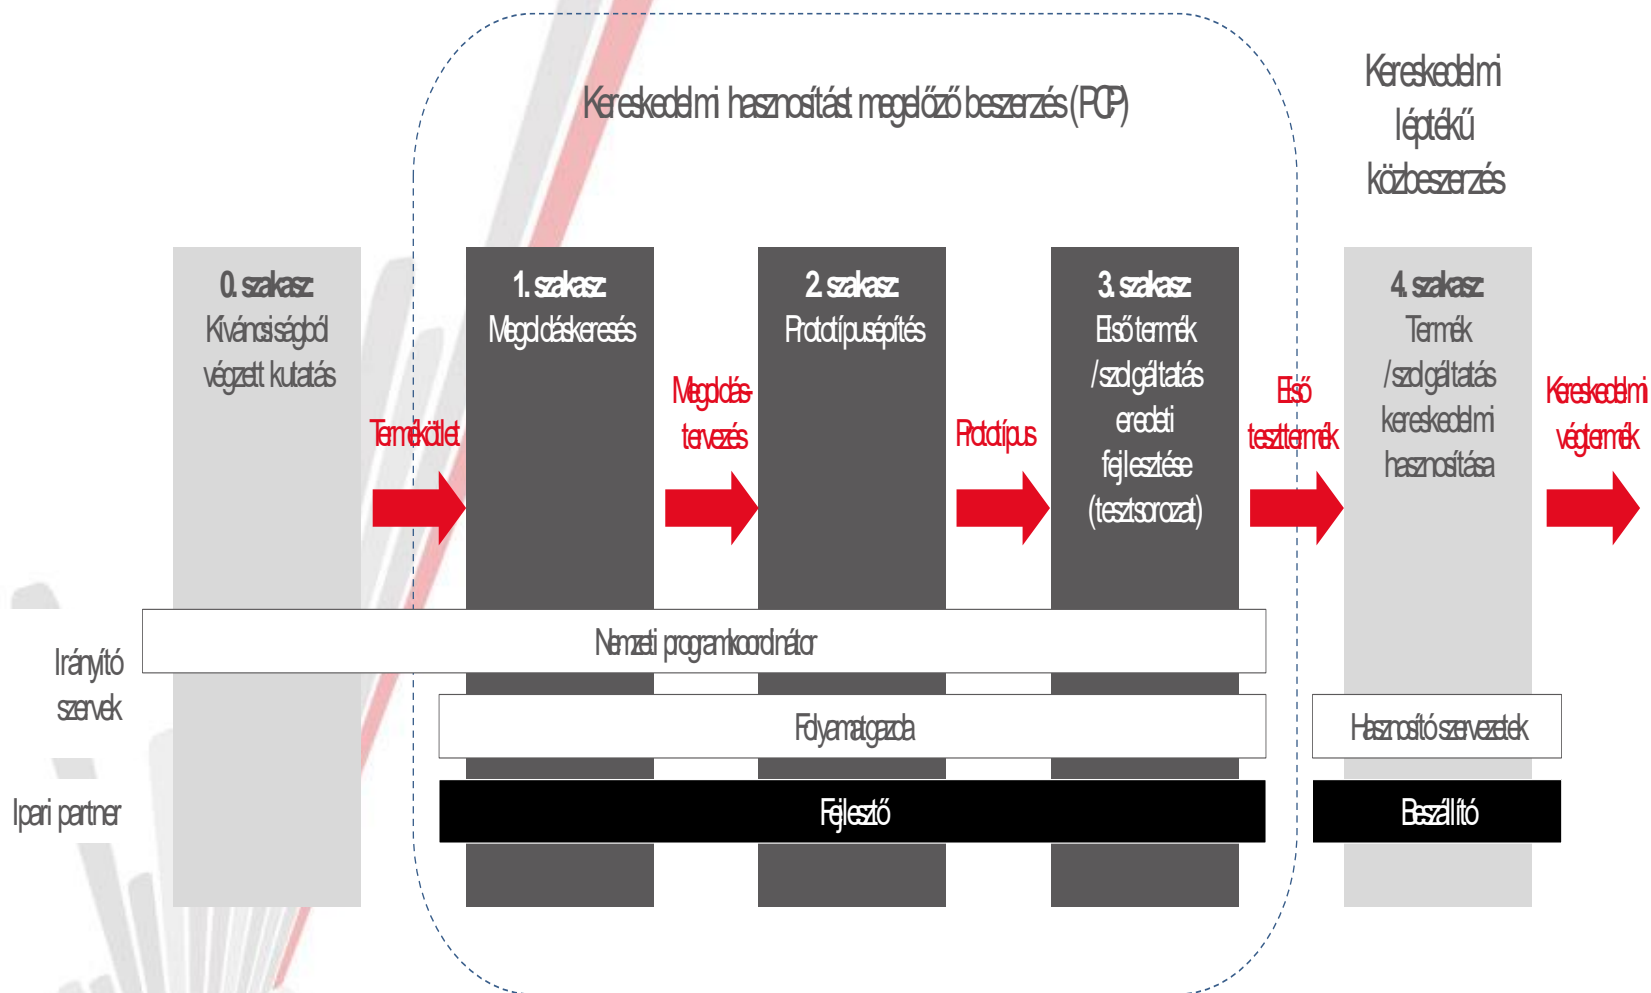 Kereskedelmi hasznosítást megelőző beszerzés (PCP)
Kereskedelmi
léptékű
közbeszerzés
0. szakasz:
Kíváncsiságból
végzett kutatás
Termékötlet
1. szakasz:
Megoldáskeresés
Megoldás-
tervezés
2. szakasz:
Prototípusépítés
Prototípus
3. szakasz:
Első termék
/szolgáltatás
eredeti
fejlesztése
(tesztsorozat)
Első
teszttermék
4. szakasz:
Termék
/szolgáltatás
kereskedelmi
hasznosítása
Kereskedelmi
végtermék
Irányító
szervek
Nemzeti programkoordinátor
Folyamatgazda
Hasznosító szervezetek
Ipari partner
Fejlesztő
Beszállító